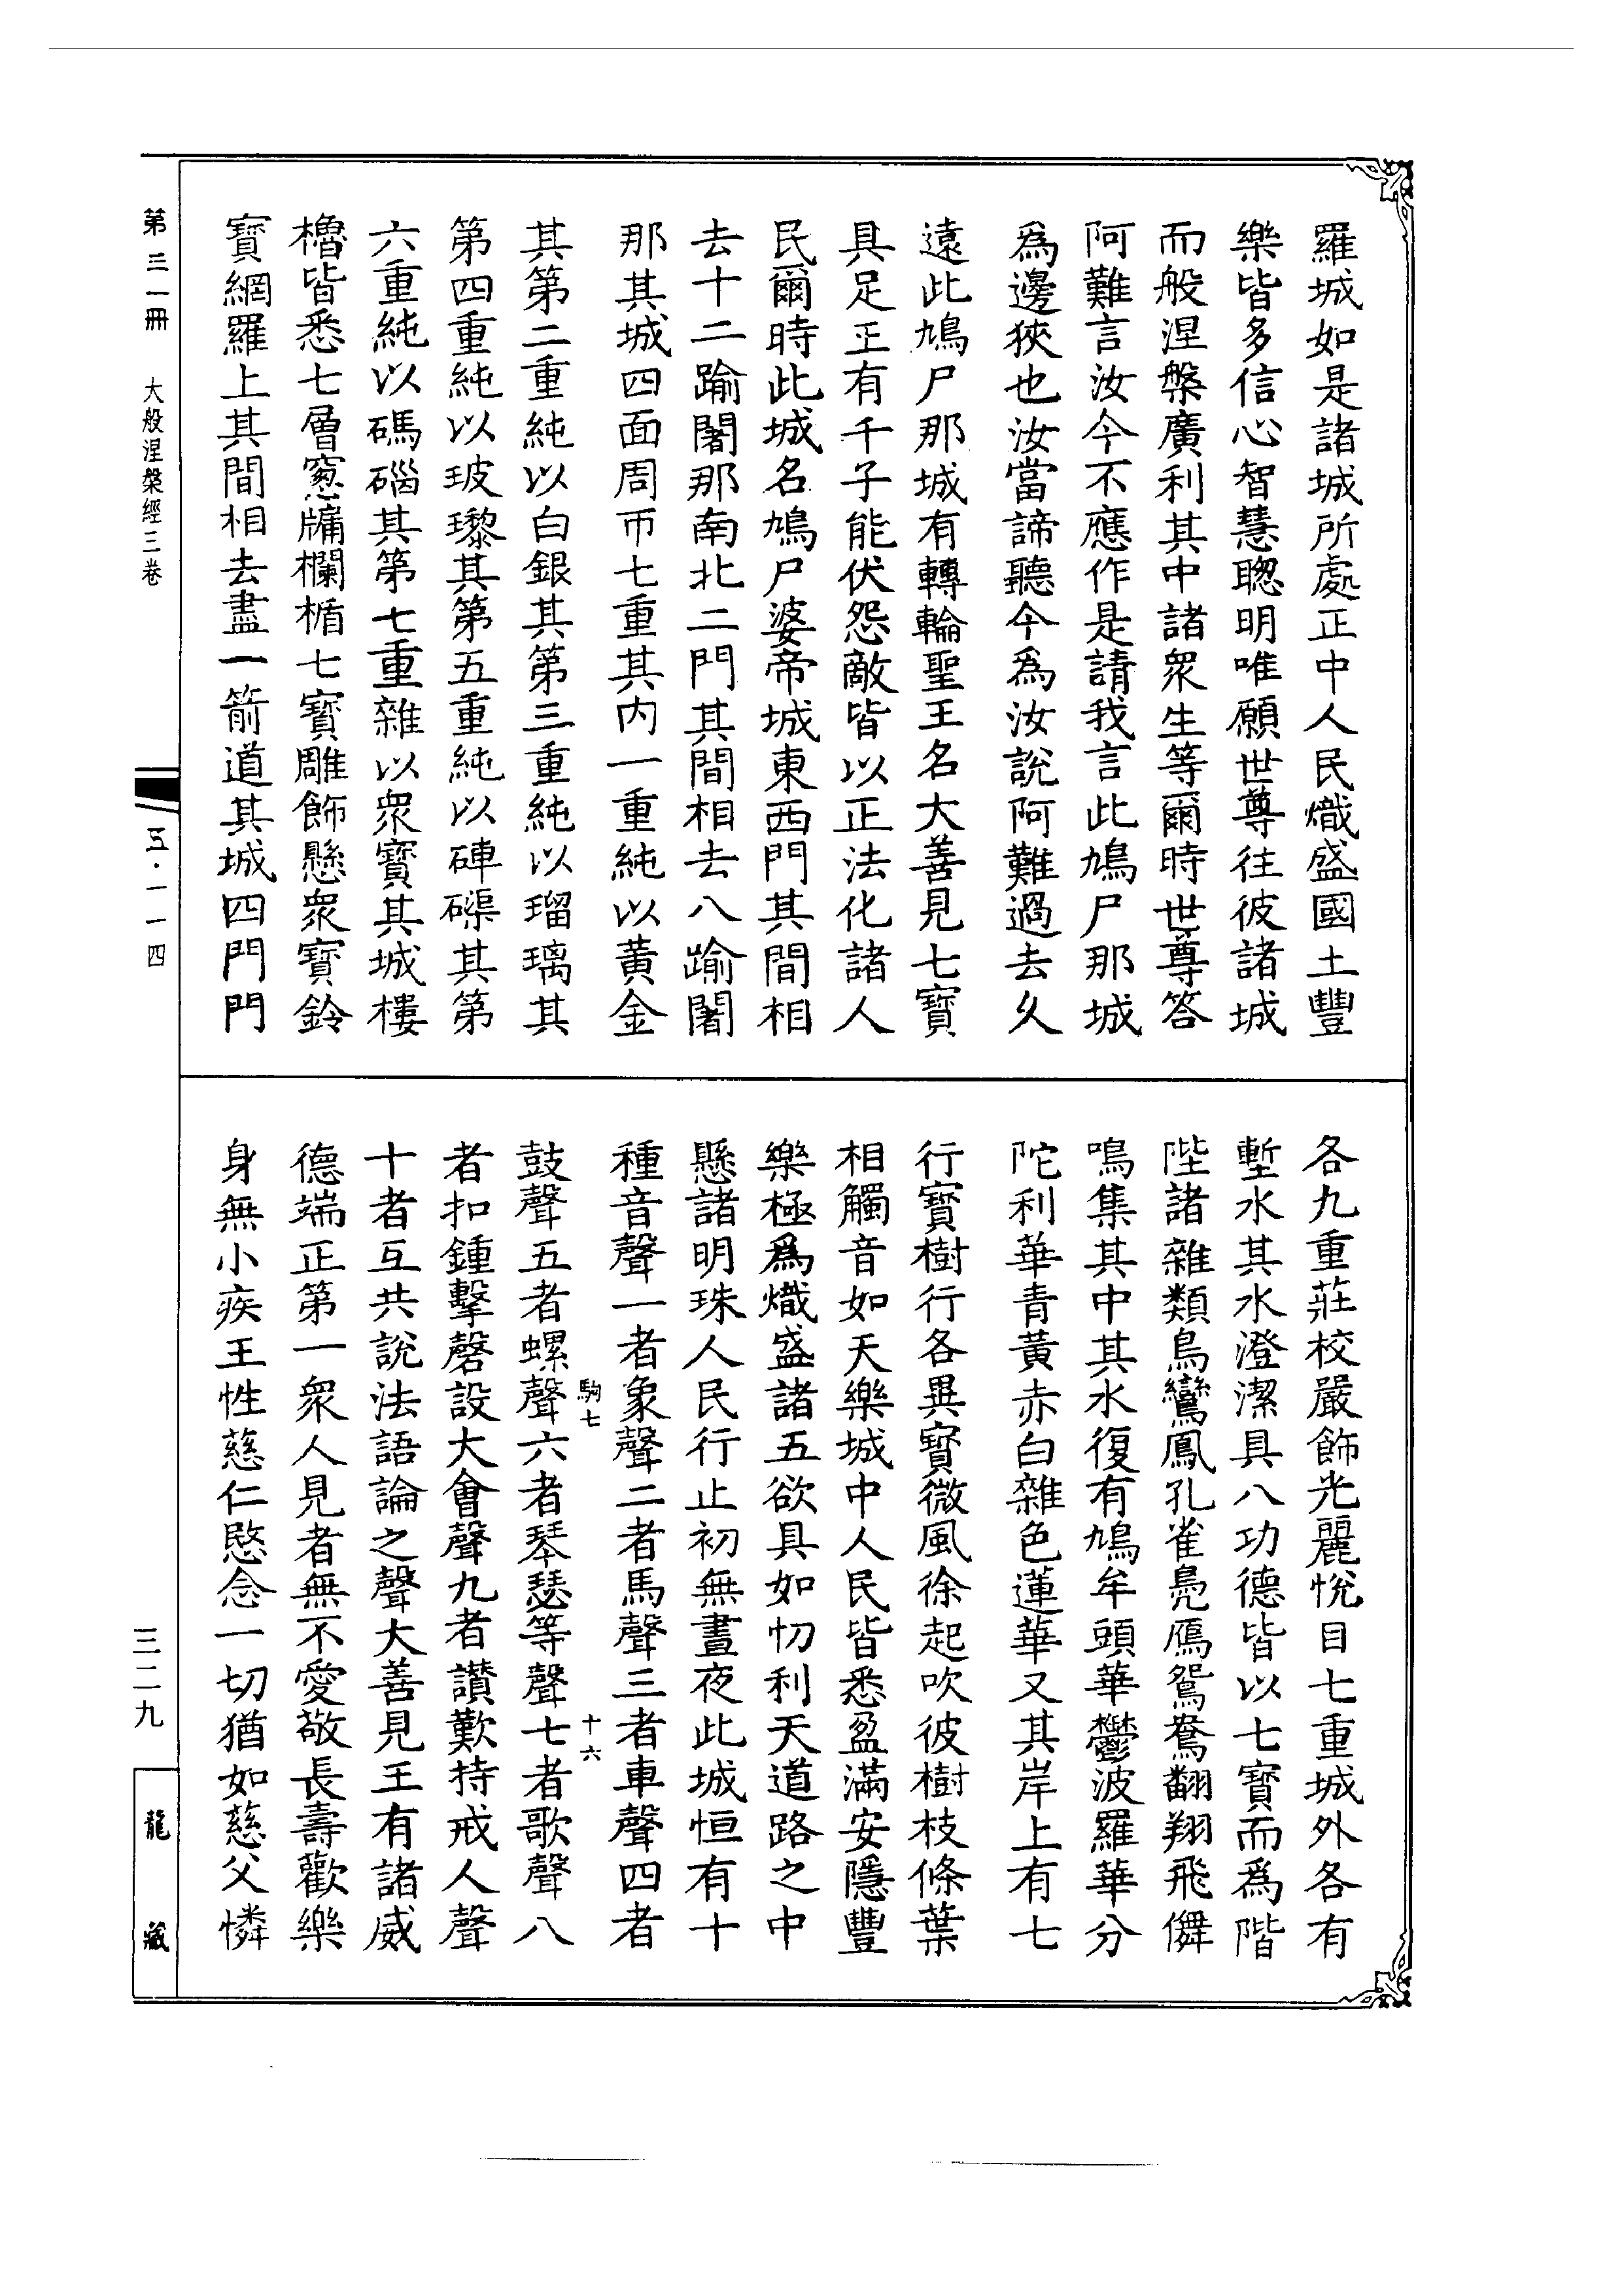 羅城如是諸城所處正中人民熾盛國土豐
樂皆多信心智慧聰明唯願世尊往彼諸城
而般涅槃廣利其中諸衆生等爾時世尊答
阿難言汝今不應作是請我言此鳩尸那城
爲邊狹也汝當諦聽今爲汝說阿難過去久
遠此鳩尸那城有轉輪聖王名大善見七寶
具足王有千子能伏怨敵皆以正法化諸人
民爾時此城名鳩尸婆帝城東西門其間相
去十二踰闍那南北二門其間相去八踰闍
那其城四面周帀七重其内一重純以黃金
其第二重純以白銀其第三重純以瑠璃其
第四重純以玻瓈其第五重純以硨磲其第
六重純以碼碯其第七重雜以衆寶其城樓
櫓皆悉七層窻牖欄楯七寶雕飾懸衆寶鈴
寶網羅上其間相去盡一箭道其城四門門
各九重莊校嚴飾光麗悅目七重城外各有
塹水其水澄潔具八功德皆以七寶而爲階
陛諸雜類鳥鸞鳳孔雀鳧鴈鴛鴦翻翔飛儛
鳴集其中其水復有鳩牟頭華鬱波羅華分
陀利華青黃赤白雜色蓮華又其岸上有七
行寶樹行行各異寶微風徐起吹彼樹枝條葉
相觸音如天樂城中人民皆悉盈滿安隱豐
樂極爲熾盛諸五欲具如忉利天道路之中
懸諸明珠人民行止初無晝夜此城恒有十
種音聲一者象聲二者馬聲三者車聲四者
駒七
十六
鼓聲五者螺聲六者琴瑟等聲七者歌聲八
者扣鍾擊磬設大會聲九者讚歎持戒人聲
十者互共說法語論之聲大善見王有諸威
德端正第一衆人見者無不愛敬長壽歡樂
身無小疾王性慈仁愍念一切猶如慈父憐
第三一冊
大般涅槃經三卷
五·一一四
三二九
龍藏